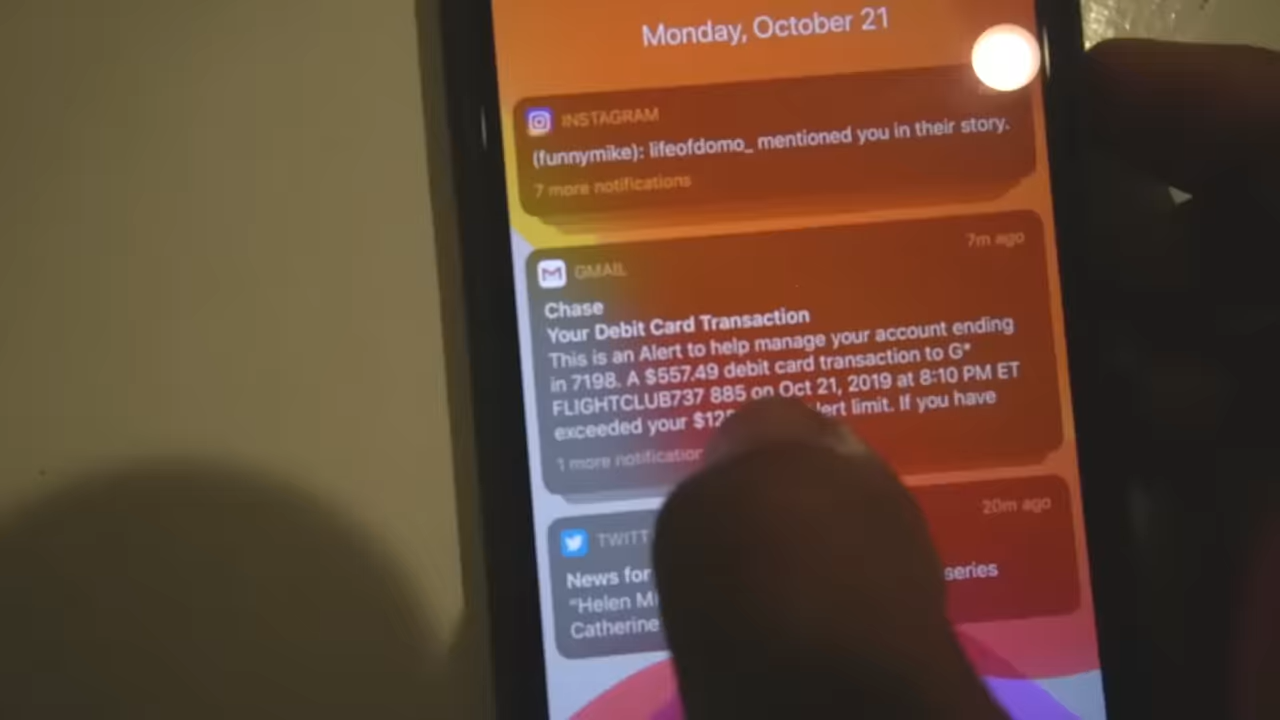 Monday, October 21
INSTAGRAM
(funnymike): lifeofdomo_ mentioned you in their story.
7 more notifications
GMAIL
7m ago
Chase
Your Debit Card Transaction
This is an Alert to help manage your account ending
in 7198. A $557.49 debit card transaction to G*
FLIGHTCLUB737 885 on Oct 21, 2019 at 8:10 PM ET
exceeded your limit. If you have
1 more notification
20m ago
News for series
"Helen
Catherine